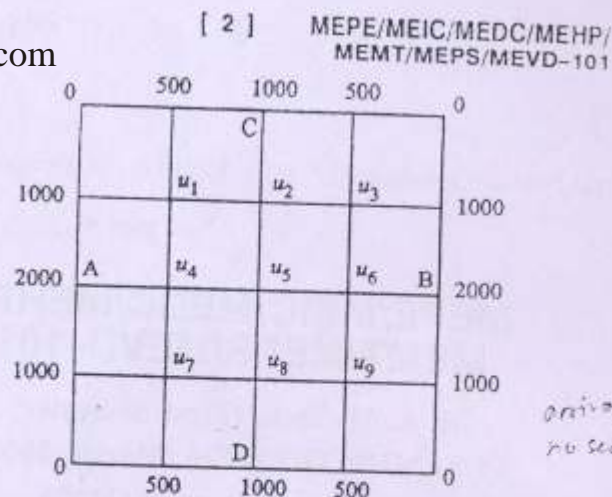 [ 2 ] MEPE/MEIC/MEDC/MEHP/
com MEMT/MEPS/MEVD–101
0 500 1000 500 0
C
u1 u2 u3
1000 1000
A u4 u5 u6 B
2000 2000
u7 u8 u9
1000 1000
D
0 0
500 1000 500